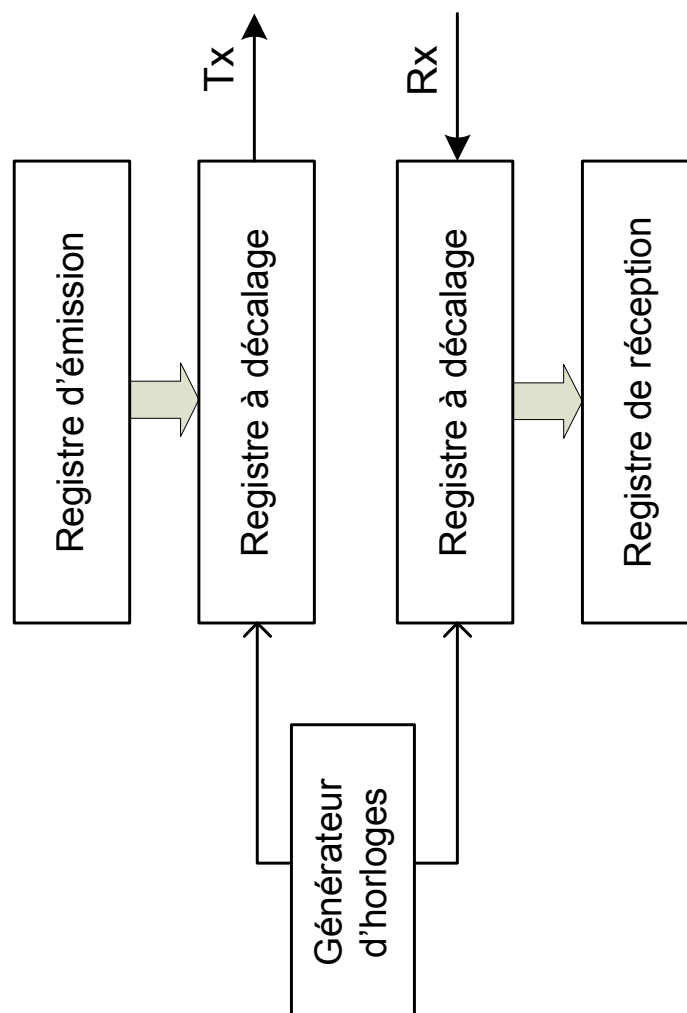 Registre d'émission
Registre à décalage
Tx
Générateur
d'horloges
Registre à décalage
Rx
Registre de réception